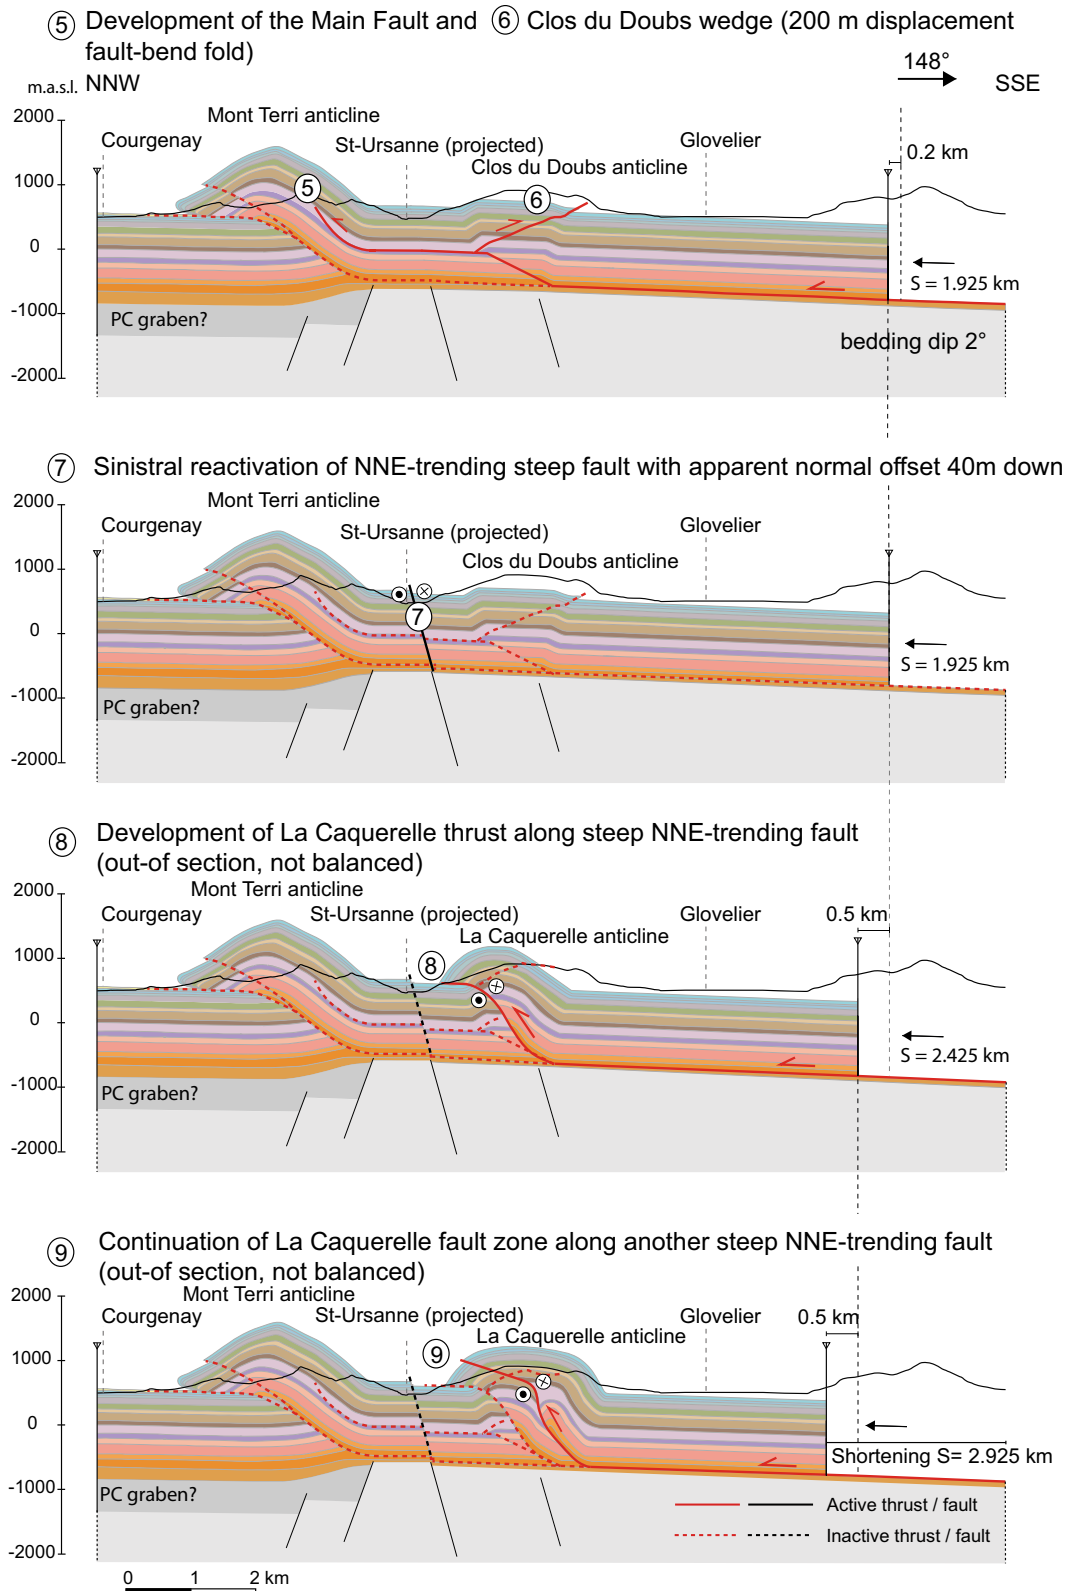 5 Development of the Main Fault and fault-bend fold)
6 Clos du Doubs wedge (200 m displacement
148°
m.a.s.l. NNW
SSE
2000
Mont Terri anticline
Courgenay
St-Ursanne (projected)
Glovelier
0.2 km
Clos du Doubs anticline
1000
5
6
0
S = 1.925 km
-1000
PC graben?
bedding dip 2°
-2000
7 Sinistral reactivation of NNE-trending steep fault with apparent normal offset 40m down
2000
Mont Terri anticline
Courgenay
St-Ursanne (projected)
Glovelier
Clos du Doubs anticline
1000
7
0
S = 1.925 km
-1000
PC graben?
-2000
8 Development of La Caquerelle thrust along steep NNE-trending fault
(out-of section, not balanced)
2000
Mont Terri anticline
Courgenay
St-Ursanne (projected)
Glovelier
0.5 km
La Caquerelle anticline
1000
8
0
S = 2.425 km
-1000
PC graben?
-2000
9 Continuation of La Caquerelle fault zone along another steep NNE-trending fault
(out-of section, not balanced)
2000
Mont Terri anticline
Courgenay
St-Ursanne (projected)
Glovelier
0.5 km
La Caquerelle anticline
1000
9
0
Shortening S= 2.925 km
-1000
PC graben?
Active thrust / fault
Inactive thrust / fault
-2000
0 1 2 km